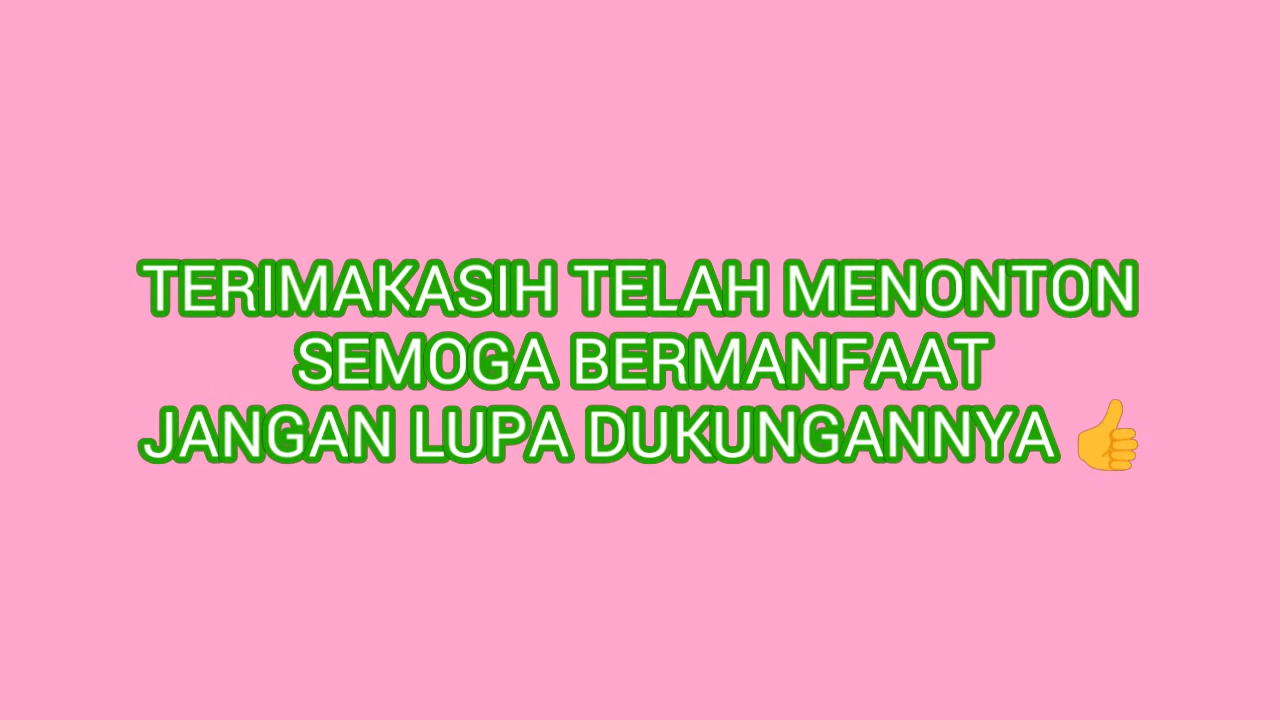 TERIMAKASIH TELAH MENONTON
SEMOGA BERMANFAAT
JANGAN LUPA DUKUNGANNYA 👍